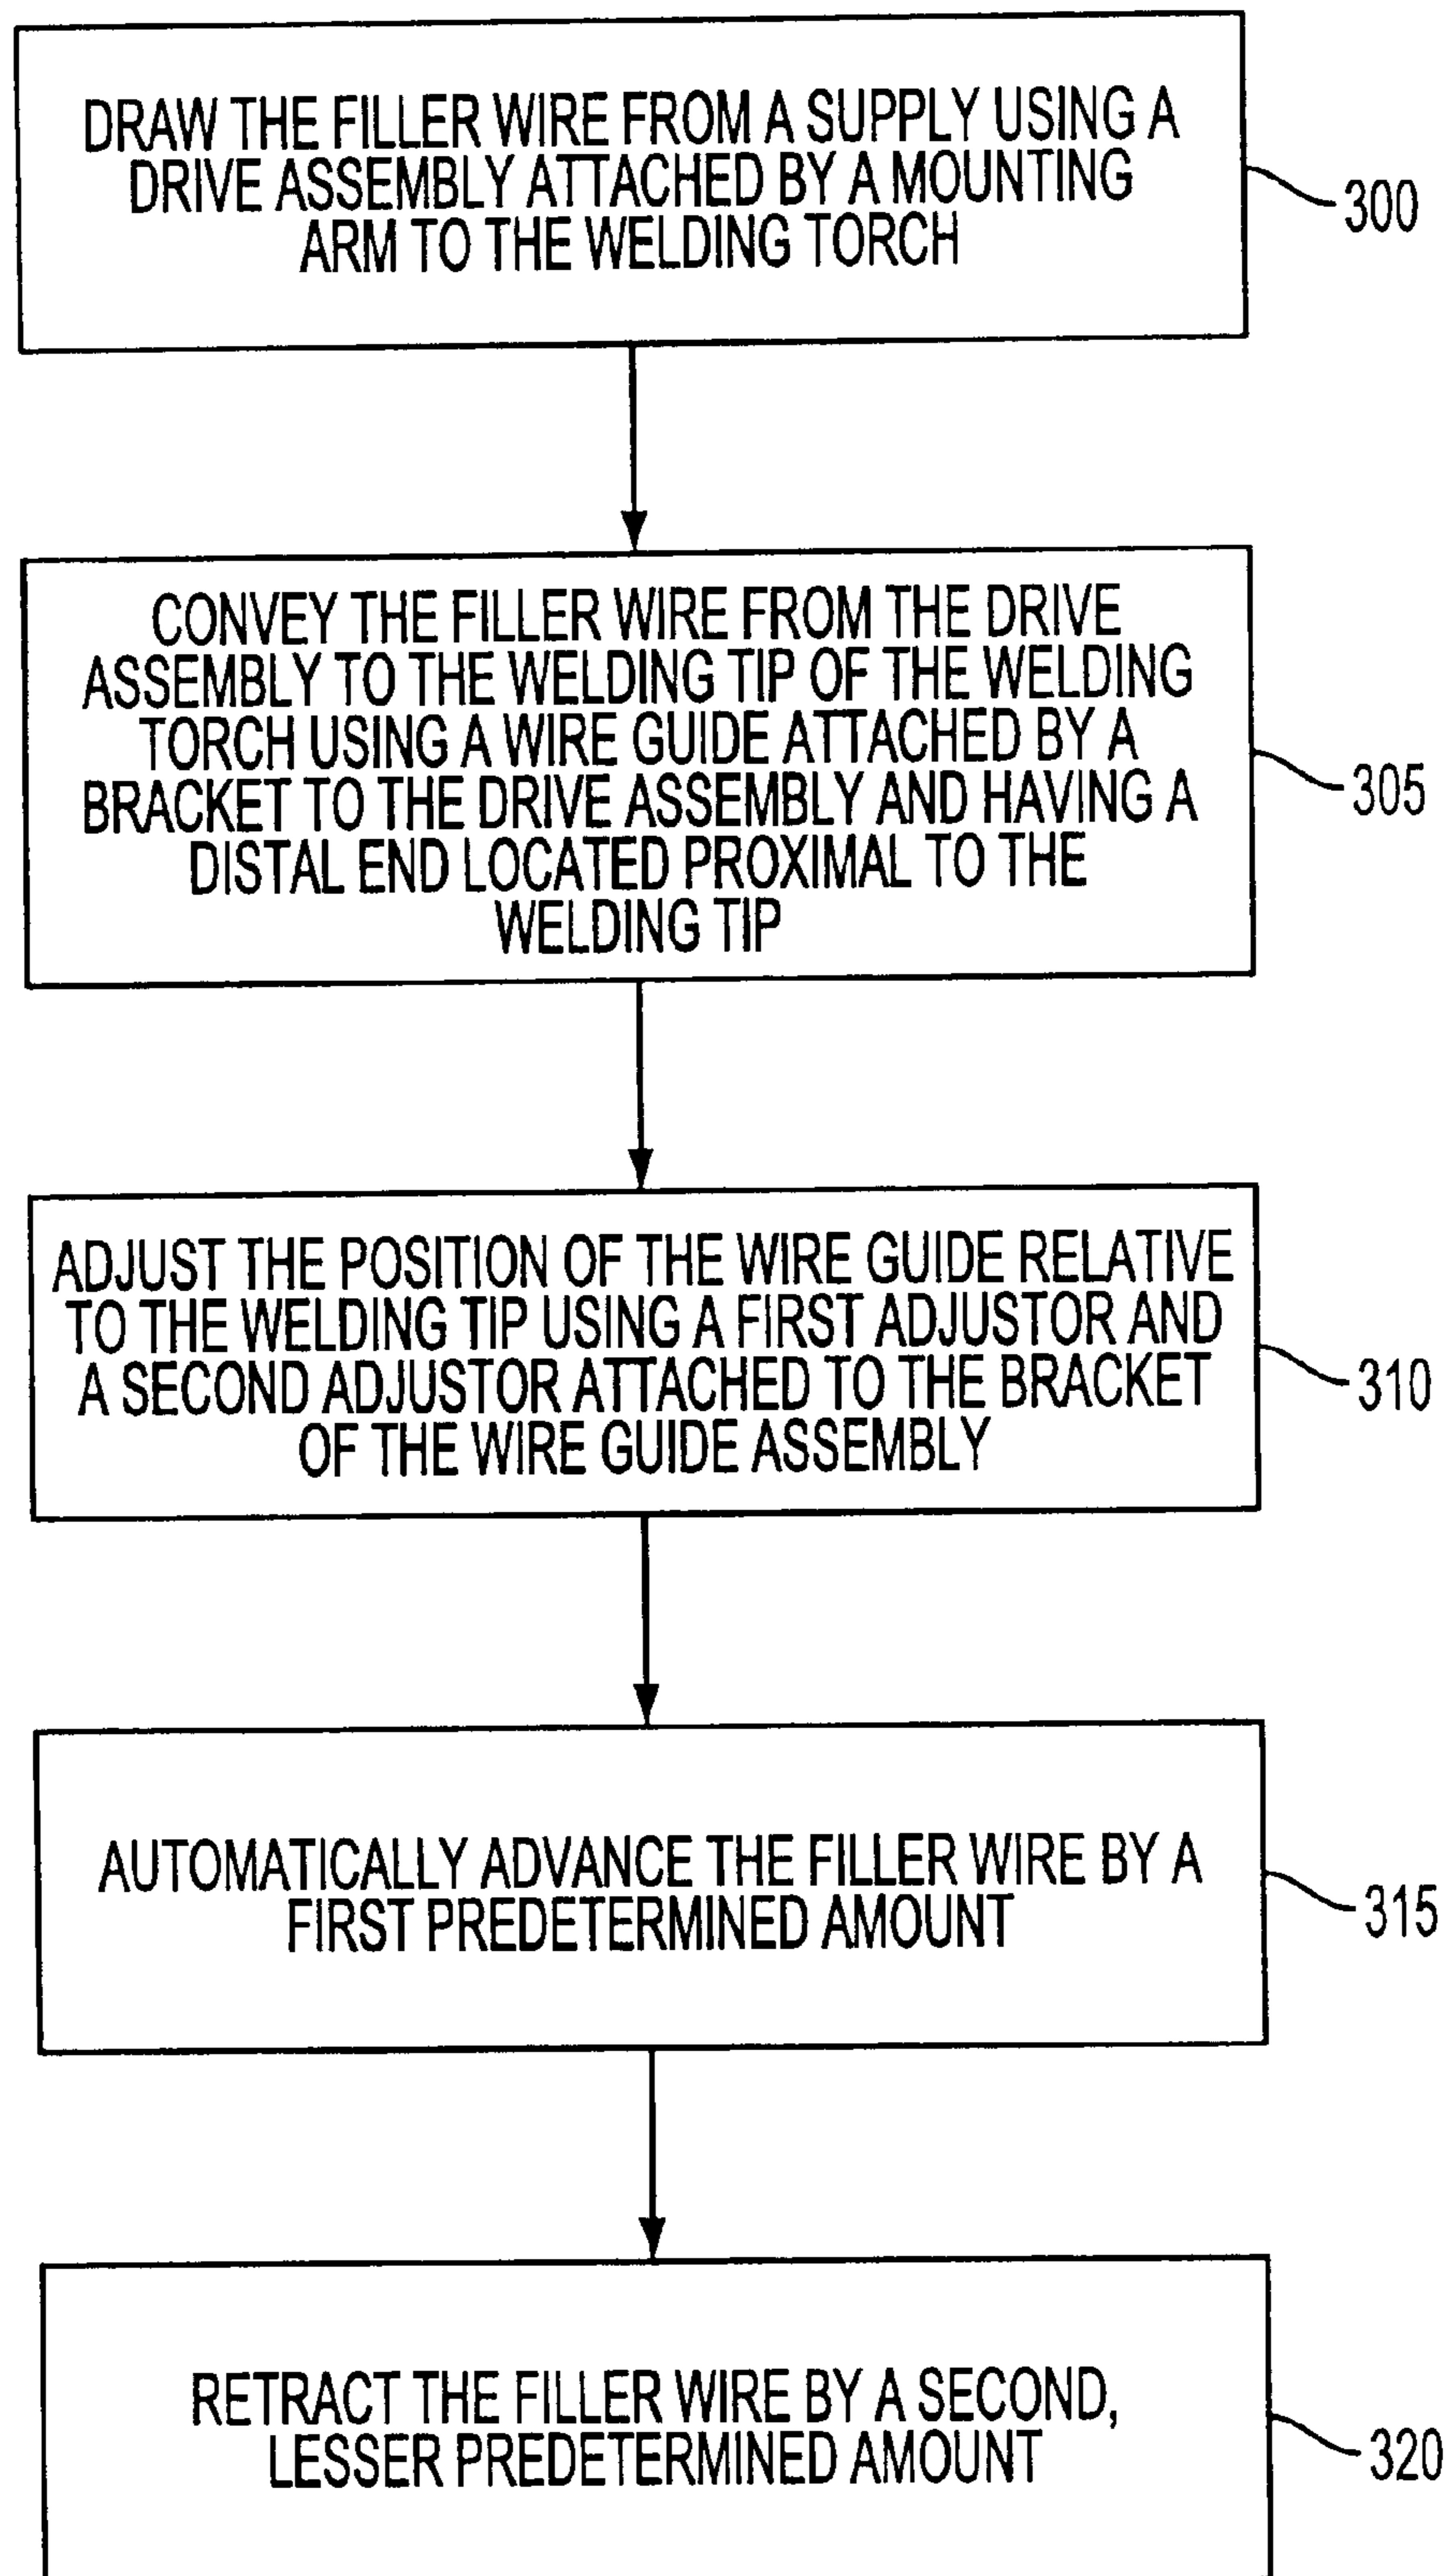 DRAW THE FILLER WIRE FROM A SUPPLY USING A
DRIVE ASSEMBLY ATTACHED BY A MOUNTING
ARM TO THE WELDING TORCH
300
CONVEY THE FILLER WIRE FROM THE DRIVE
ASSEMBLY TO THE WELDING TIP OF THE WELDING
TORCH USING A WIRE GUIDE ATTACHED BY A
BRACKET TO THE DRIVE ASSEMBLY AND HAVING A
DISTAL END LOCATED PROXIMAL TO THE
WELDING TIP
305
ADJUST THE POSITION OF THE WIRE GUIDE RELATIVE
TO THE WELDING TIP USING A FIRST ADJUSTOR AND
A SECOND ADJUSTOR ATTACHED TO THE BRACKET
OF THE WIRE GUIDE ASSEMBLY
310
AUTOMATICALLY ADVANCE THE FILLER WIRE BY A
FIRST PREDETERMINED AMOUNT
315
RETRACT THE FILLER WIRE BY A SECOND,
LESSER PREDETERMINED AMOUNT
320